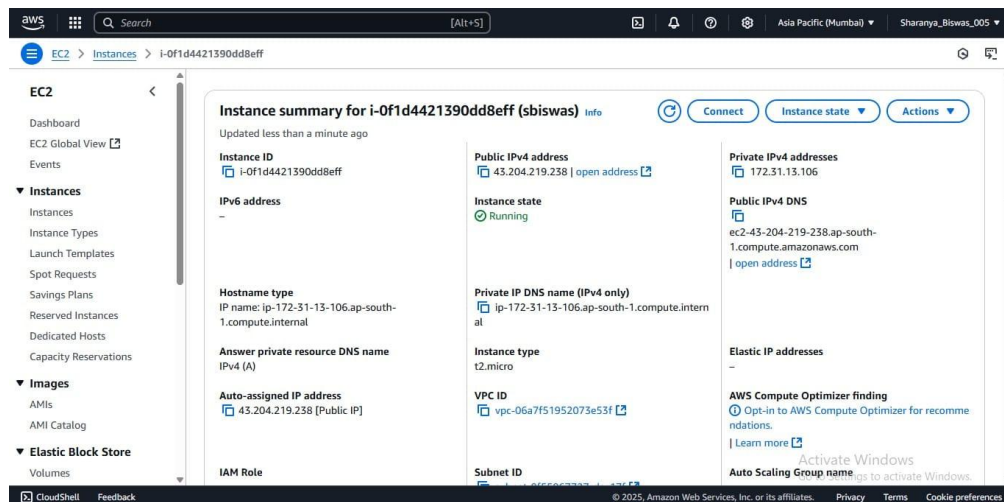 aws
Search
[Alt+S]
Asia Pacific (Mumbai)
Sharanya_Biswas_005
EC2 > Instances > i-0f1d4421390dd8eff
EC2
Dashboard
EC2 Global View
Events
Instances
Instances
Instance Types
Launch Templates
Spot Requests
Savings Plans
Reserved Instances
Dedicated Hosts
Capacity Reservations
Images
AMIs
AMI Catalog
Elastic Block Store
Volumes
Instance summary for i-0f1d4421390dd8eff (sbiswas) Info
Connect
Instance state
Actions
Updated less than a minute ago
Instance ID
i-0f1d4421390dd8eff
Public IPv4 address
43.204.219.238 | open address
Private IPv4 addresses
172.31.13.106
IPv6 address
–
Instance state
Running
Public IPv4 DNS
ec2-43-204-219-238.ap-south-
1.compute.amazonaws.com
| open address
Hostname type
IP name: ip-172-31-13-106.ap-south-
1.compute.internal
Private IP DNS name (IPv4 only)
ip-172-31-13-106.ap-south-1.compute.intern
al
Answer private resource DNS name
IPv4 (A)
Instance type
t2.micro
Elastic IP addresses
–
Auto-assigned IP address
43.204.219.238 [Public IP]
VPC ID
vpc-06a7f51952073e53f
AWS Compute Optimizer finding
Opt-in to AWS Compute Optimizer for recomme
ndations.
| Learn more
IAM Role
Subnet ID
Auto Scaling Group name
Activate Windows
Settings to activate Windows.
CloudShell
Feedback
© 2025, Amazon Web Services, Inc. or its affiliates.
Privacy
Terms
Cookie preferences